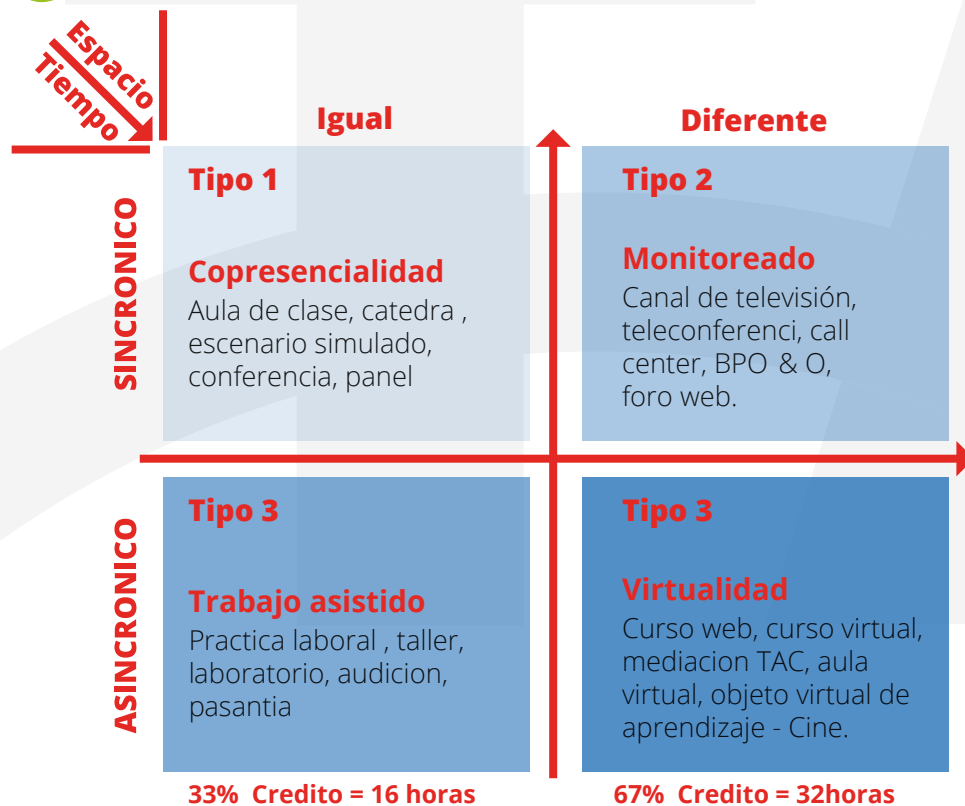 Espacio
Tiempo
Igual
Diferente
SINCRONICO
Tipo 1
Copresencialidad
Aula de clase, catedra ,
escenario simulado,
conferencia, panel
Tipo 2
Monitoreado
Canal de televisión,
teleconferenci, call
center, BPO & O,
foro web.
ASINCRONICO
Tipo 3
Trabajo asistido
Practica laboral , taller,
laboratorio, audicion,
pasantia
Tipo 3
Virtualidad
Curso web, curso virtual,
mediacion TAC, aula
virtual, objeto virtual de
aprendizaje - Cine.
33% Credito = 16 horas
67% Credito = 32horas